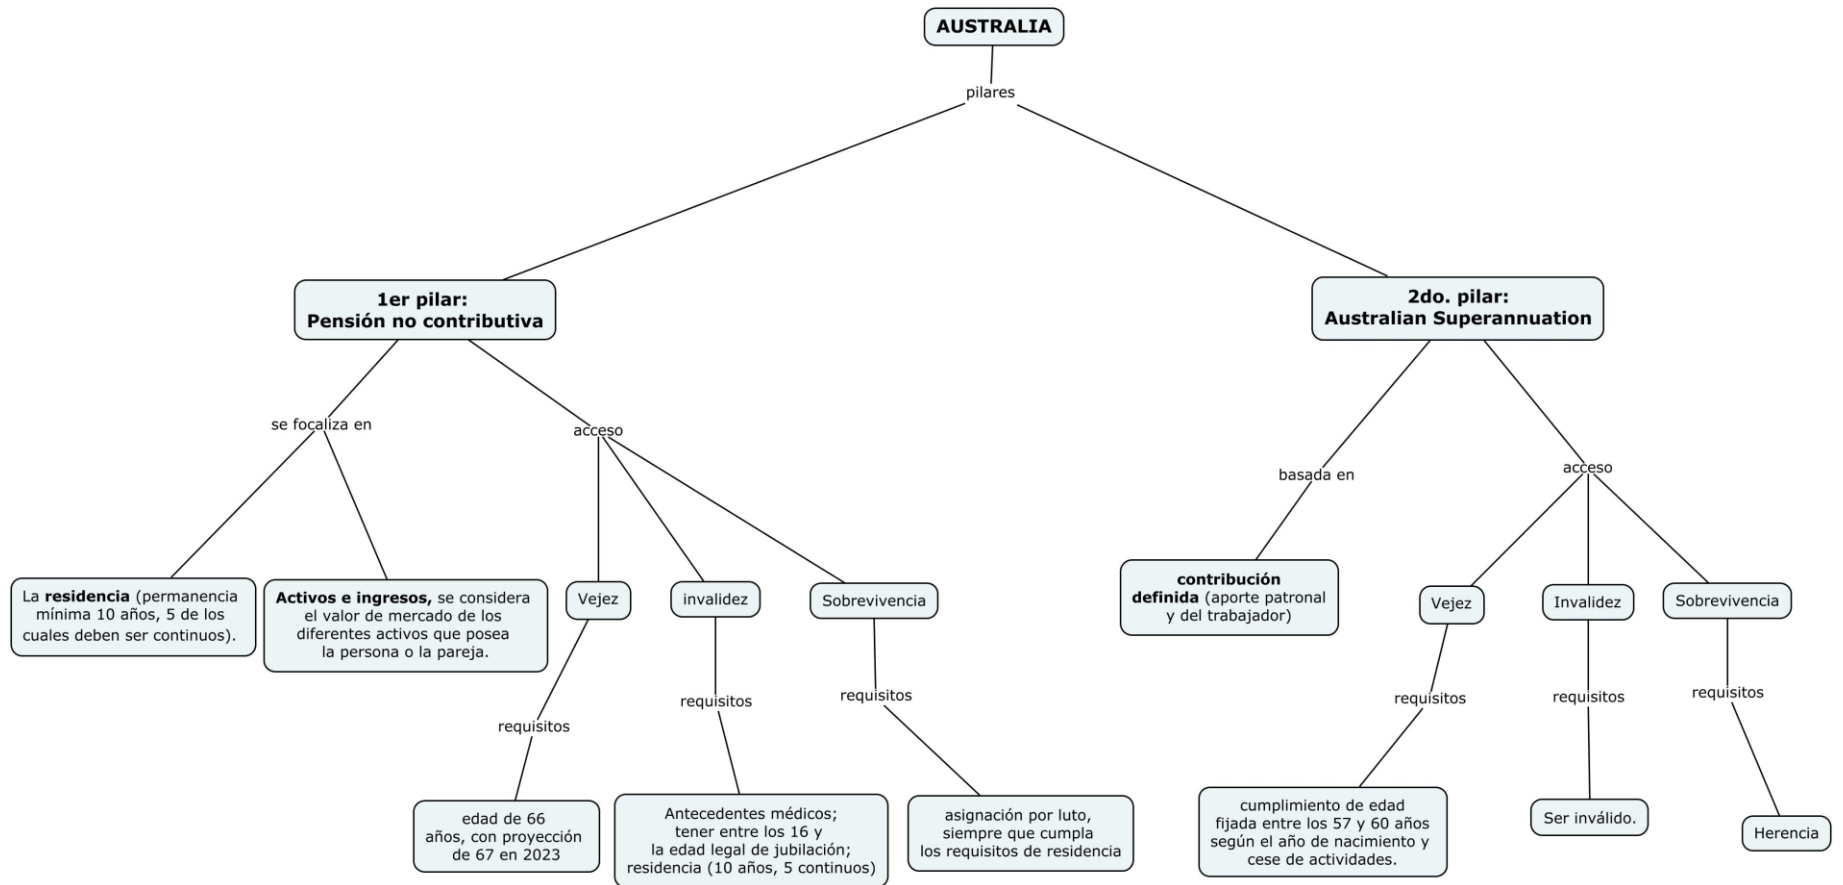 AUSTRALIA
pilares
1er pilar:
Pensión no contributiva
2do. pilar:
Australian Superannuation
se focaliza en
acceso
basada en
acceso
La residencia (permanencia
mínima 10 años, 5 de los
cuales deben ser continuos).
Activos e ingresos, se considera
el valor de mercado de los
diferentes activos que posea
la persona o la pareja.
Vejez
invalidez
Sobrevivencia
contribución
definida (aporte patronal
y del trabajador)
Vejez
Invalidez
Sobrevivencia
requisitos
requisitos
requisitos
requisitos
requisitos
requisitos
edad de 66
años, con proyección
de 67 en 2023
Antecedentes médicos;
tener entre los 16 y
la edad legal de jubilación;
residencia (10 años, 5 continuos)
asignación por luto,
siempre que cumpla
los requisitos de residencia
cumplimiento de edad
fijada entre los 57 y 60 años
según el año de nacimiento y
cese de actividades.
Ser inválido.
Herencia